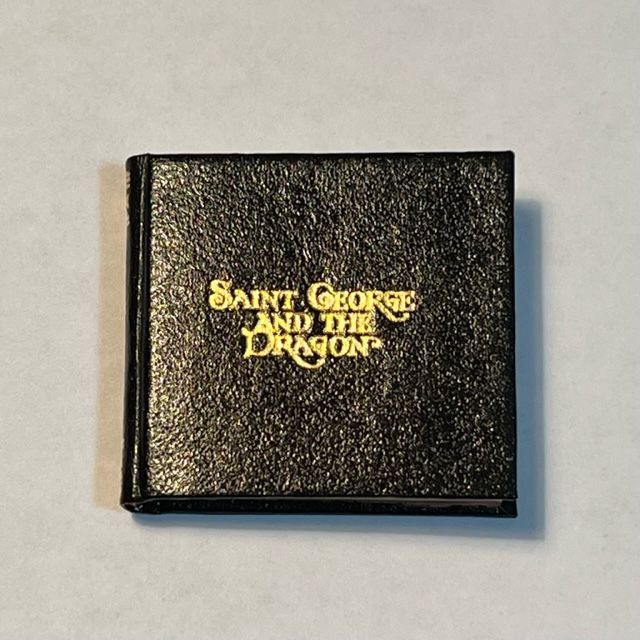 SAINT GEORGE
AND THE
DRAGON